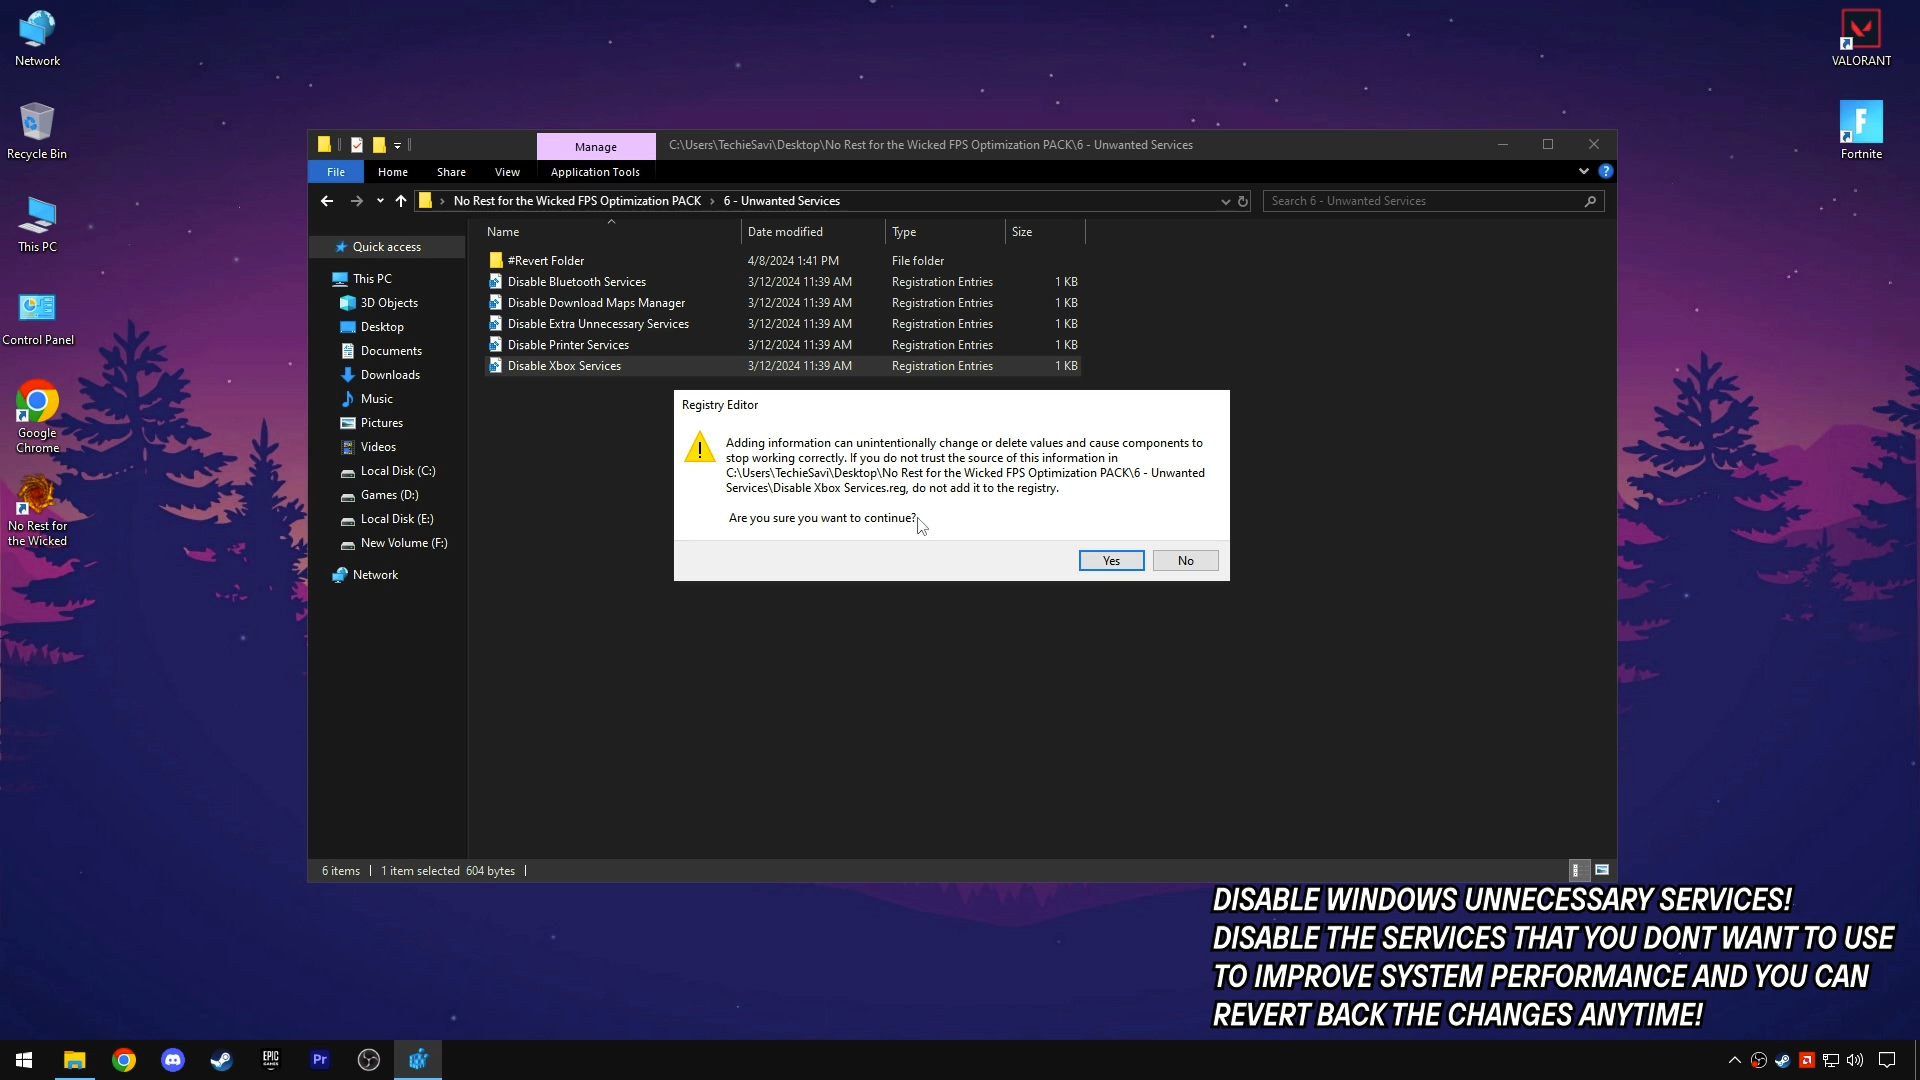 Network
Recycle Bin
This PC
Control Panel
Google
Chrome
No Rest for
the Wicked
VALORANT
Fortnite
Manage
C:\Users\TechieSavi\Desktop\No Rest for the Wicked FPS Optimization PACK\6 - Unwanted Services
File
Home
Share
View
Application Tools
No Rest for the Wicked FPS Optimization PACK > 6 - Unwanted Services
Search 6 - Unwanted Services
Quick access
This PC
3D Objects
Desktop
Documents
Downloads
Music
Pictures
Videos
Local Disk (C:)
Games (D:)
Local Disk (E:)
New Volume (F:)
Network
Name Date modified Type Size
#Revert Folder 4/8/2024 1:41 PM File folder
Disable Bluetooth Services 3/12/2024 11:39 AM Registration Entries 1 KB
Disable Download Maps Manager 3/12/2024 11:39 AM Registration Entries 1 KB
Disable Extra Unnecessary Services 3/12/2024 11:39 AM Registration Entries 1 KB
Disable Printer Services 3/12/2024 11:39 AM Registration Entries 1 KB
Disable Xbox Services 3/12/2024 11:39 AM Registration Entries 1 KB
Registry Editor
Adding information can unintentionally change or delete values and cause components to
stop working correctly. If you do not trust the source of this information in
C:\Users\TechieSavi\Desktop\No Rest for the Wicked FPS Optimization PACK\6 - Unwanted
Services\Disable Xbox Services.reg, do not add it to the registry.
Are you sure you want to continue?
Yes
No
6 items
1 item selected 604 bytes
DISABLE WINDOWS UNNECESSARY SERVICES!
DISABLE THE SERVICES THAT YOU DONT WANT TO USE
TO IMPROVE SYSTEM PERFORMANCE AND YOU CAN
REVERT BACK THE CHANGES ANYTIME!
EPIC
GAMES
Pr